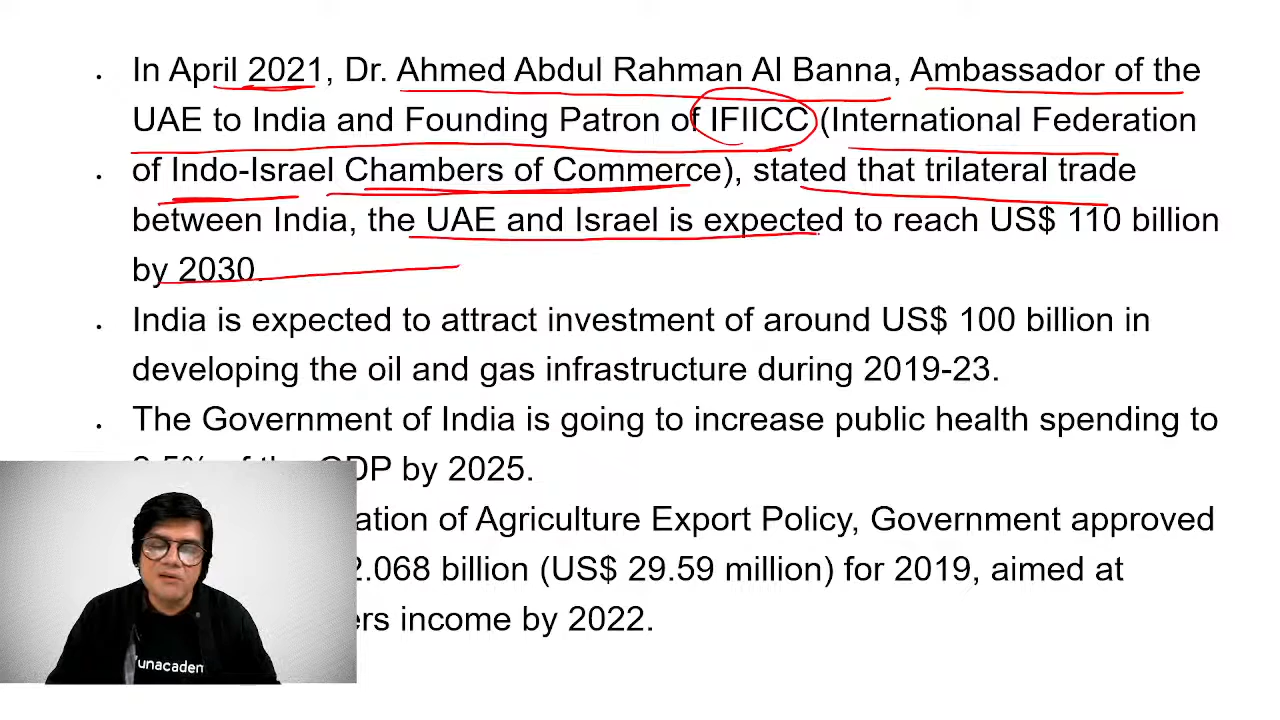 In April 2021, Dr. Ahmed Abdul Rahman Al Banna, Ambassador of the
UAE to India and Founding Patron of IFIICC (International Federation
of Indo-Israel Chambers of Commerce), stated that trilateral trade
between India, the UAE and Israel is expected to reach US$ 110 billion
by 2030.
India is expected to attract investment of around US$ 100 billion in
developing the oil and gas infrastructure during 2019-23.
The Government of India is going to increase public health spending to
GDP by 2025.
ation of Agriculture Export Policy, Government approved
2.068 billion (US$ 29.59 million) for 2019, aimed at
ers income by 2022.
unacadem